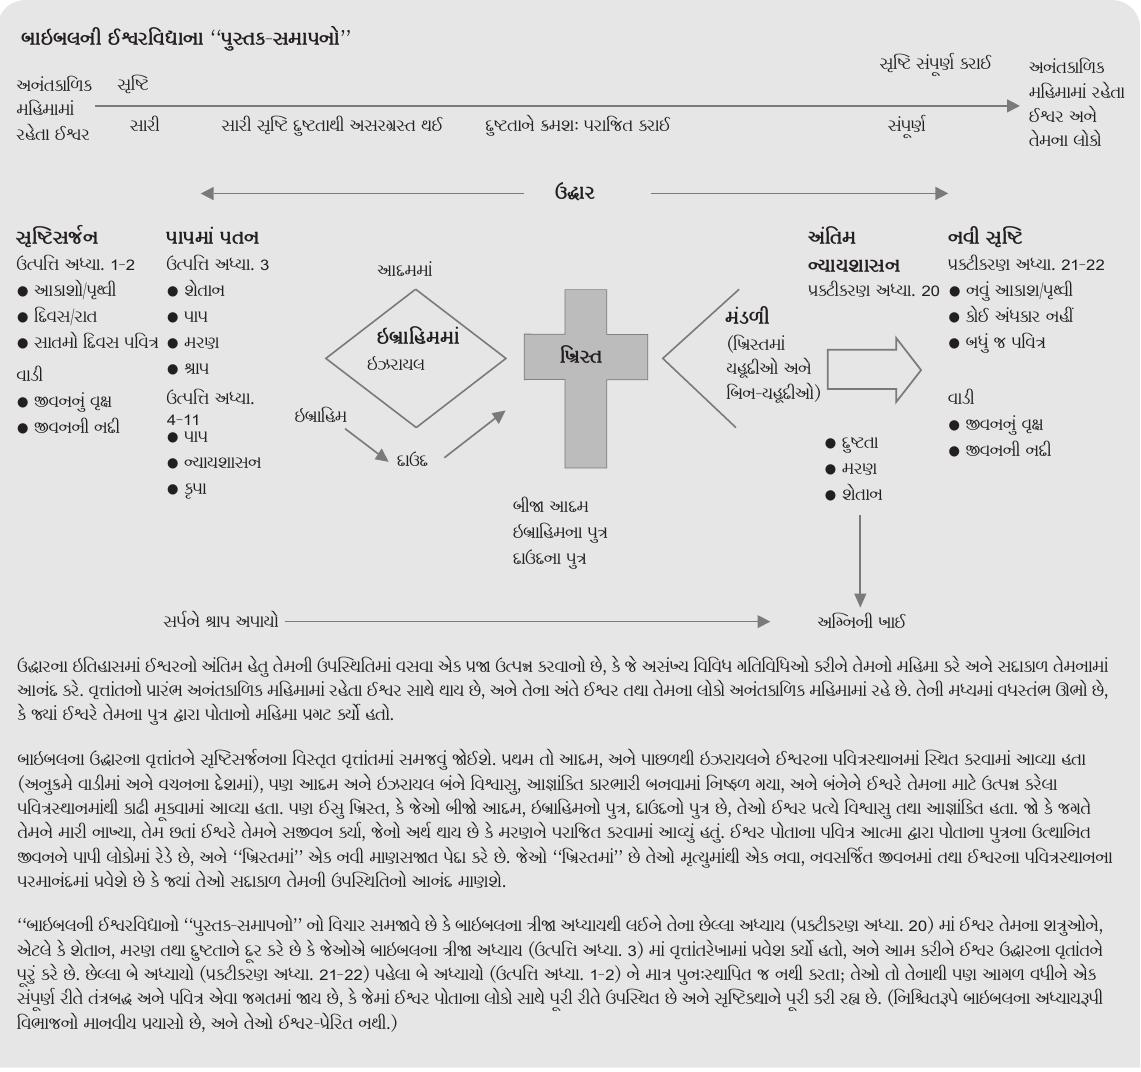 બાઇબલની ઈશ્વરવિદ્યાના “પુસ્તક-સમાપનો”
અનંતકાળિક
મહિમામાં
રહેતા ઈશ્વર
સૃષ્ટિ
સૃષ્ટિ સંપૂર્ણ કરાઈ
સારી
સારી સૃષ્ટિ દુષ્ટતાથી અસરગ્રસ્ત થઈ
દુષ્ટતાને ક્રમશઃ પરાજિત કરાઈ
સંપૂર્ણ
અનંતકાળિક
મહિમામાં રહેતા
ઈશ્વર અને
તેમના લોકો
ઉદ્ધાર
સૃષ્ટિસર્જન
ઉત્પત્તિ અધ્યા. 1-2
● આકાશો/પૃથ્વી
● દિવસ/રાત
● સાતમો દિવસ પવિત્ર
વાડી
● જીવનનું વૃક્ષ
● જીવનની નદી
પાપમાં પતન
ઉત્પત્તિ અધ્યા. 3
● શેતાન
● પાપ
● મરણ
● શ્રાપ
ઉત્પત્તિ અધ્યા.
4-11
● પાપ
● ન્યાયશાસન
● કૃપા
આદમમાં
ઇબ્રાહિમમાં
ઇઝરાયલ
ઇબ્રાહિમ
દાઉદ
ખ્રિસ્ત
બીજા આદમ
ઇબ્રાહિમના પુત્ર
દાઉદના પુત્ર
મંડળી
(ખ્રિસ્તમાં
યહૂદીઓ અને
બિન-યહૂદીઓ)
અંતિમ
ન્યાયશાસન
પ્રકટીકરણ અધ્યા. 20
● દુષ્ટતા
● મરણ
● શેતાન
નવી સૃષ્ટિ
પ્રકટીકરણ અધ્યા. 21-22
● નવું આકાશ/પૃથ્વી
● કોઈ અંધકાર નહીં
● બધું જ પવિત્ર
વાડી
● જીવનનું વૃક્ષ
● જીવનની નદી
સર્પને શ્રાપ અપાયો
અગ્નિની ખાઈ
ઉદ્ધારના ઇતિહાસમાં ઈશ્વરનો અંતિમ હેતુ તેમની ઉપસ્થિતિમાં વસવા એક પ્રજા ઉત્પન્ન કરવાનો છે, કે જે અસંખ્ય વિવિધ ગતિવિધિઓ કરીને તેમનો મહિમા કરે અને સદાકાળ તેમનામાં
આનંદ કરે. વૃત્તાંતનો પ્રારંભ અનંતકાળિક મહિમામાં રહેતા ઈશ્વર સાથે થાય છે, અને તેના અંતે ઈશ્વર તથા તેમના લોકો અનંતકાળિક મહિમામાં રહે છે. તેની મધ્યમાં વધસ્તંભ ઊભો છે,
કે જ્યાં ઈશ્વરે તેમના પુત્ર દ્વારા પોતાનો મહિમા પ્રગટ કર્યો હતો.
બાઇબલના ઉદ્ધારના વૃત્તાંતને સૃષ્ટિસર્જનના વિસ્તૃત વૃત્તાંતમાં સમજવું જોઈશે. પ્રથમ તો આદમ, અને પાછળથી ઇઝરાયલને ઈશ્વરના પવિત્રસ્થાનમાં સ્થિત કરવામાં આવ્યા હતા
(અનુક્રમે વાડીમાં અને વચનના દેશમાં), પણ આદમ અને ઇઝરાયલ બંને વિશ્વાસુ, આજ્ઞાંકિત કારભારી બનવામાં નિષ્ફળ ગયા, અને બંનેને ઈશ્વરે તેમના માટે ઉત્પન્ન કરેલા
પવિત્રસ્થાનમાંથી કાઢી મૂકવામાં આવ્યા હતા. પણ ઈસુ ખ્રિસ્ત, કે જેઓ બીજો આદમ, ઇબ્રાહિમનો પુત્ર, દાઉદનો પુત્ર છે, તેઓ ઈશ્વર પ્રત્યે વિશ્વાસુ તથા આજ્ઞાંકિત હતા. જો કે જગતે
તેમને મારી નાખ્યા, તેમ છતાં ઈશ્વરે તેમને સજીવન કર્યા, જેનો અર્થ થાય છે કે મરણને પરાજિત કરવામાં આવ્યું હતું. ઈશ્વર પોતાના પવિત્ર આત્મા દ્વારા પોતાના પુત્રના ઉત્થાનિત
જીવનને પાપી લોકોમાં રેડે છે, અને “ખ્રિસ્તમાં” એક નવી માણસજાત પેદા કરે છે. જેઓ “ખ્રિસ્તમાં” છે તેઓ મૃત્યુમાંથી એક નવા, નવસર્જિત જીવનમાં તથા ઈશ્વરના પવિત્રસ્થાનના
પરમાનંદમાં પ્રવેશે છે કે જ્યાં તેઓ સદાકાળ તેમની ઉપસ્થિતિનો આનંદ માણશે.
“બાઇબલની ઈશ્વરવિદ્યાનો “પુસ્તક-સમાપનો” નો વિચાર સમજાવે છે કે બાઇબલના ત્રીજા અધ્યાયથી લઈને તેના છેલ્લા અધ્યાય (પ્રકટીકરણ અધ્યા. 20) માં ઈશ્વર તેમના શત્રુઓને,
એટલે કે શેતાન, મરણ તથા દુષ્ટતાને દૂર કરે છે કે જેઓએ બાઇબલના ત્રીજા અધ્યાય (ઉત્પત્તિ અધ્યા. 3) માં વૃત્તાંતરેખામાં પ્રવેશ કર્યો હતો, અને આમ કરીને ઈશ્વર ઉદ્ધારના વૃત્તાંતને
પૂરું કરે છે. છેલ્લા બે અધ્યાયો (પ્રકટીકરણ અધ્યા. 21-22) પહેલા બે અધ્યાયો (ઉત્પત્તિ અધ્યા. 1-2) ને માત્ર પુનઃસ્થાપિત જ નથી કરતા; તેઓ તો તેનાથી પણ આગળ વધીને એક
સંપૂર્ણ રીતે તંત્રબદ્ધ અને પવિત્ર એવા જગતમાં જાય છે, કે જેમાં ઈશ્વર પોતાના લોકો સાથે પૂરી રીતે ઉપસ્થિત છે અને સૃષ્ટિકથાને પૂરી કરી રહ્યા છે. (નિશ્ચિતરૂપે બાઇબલના અધ્યાયરૂપી
વિભાજનો માનવીય પ્રયાસો છે, અને તેઓ ઈશ્વર-પ્રેરિત નથી.)